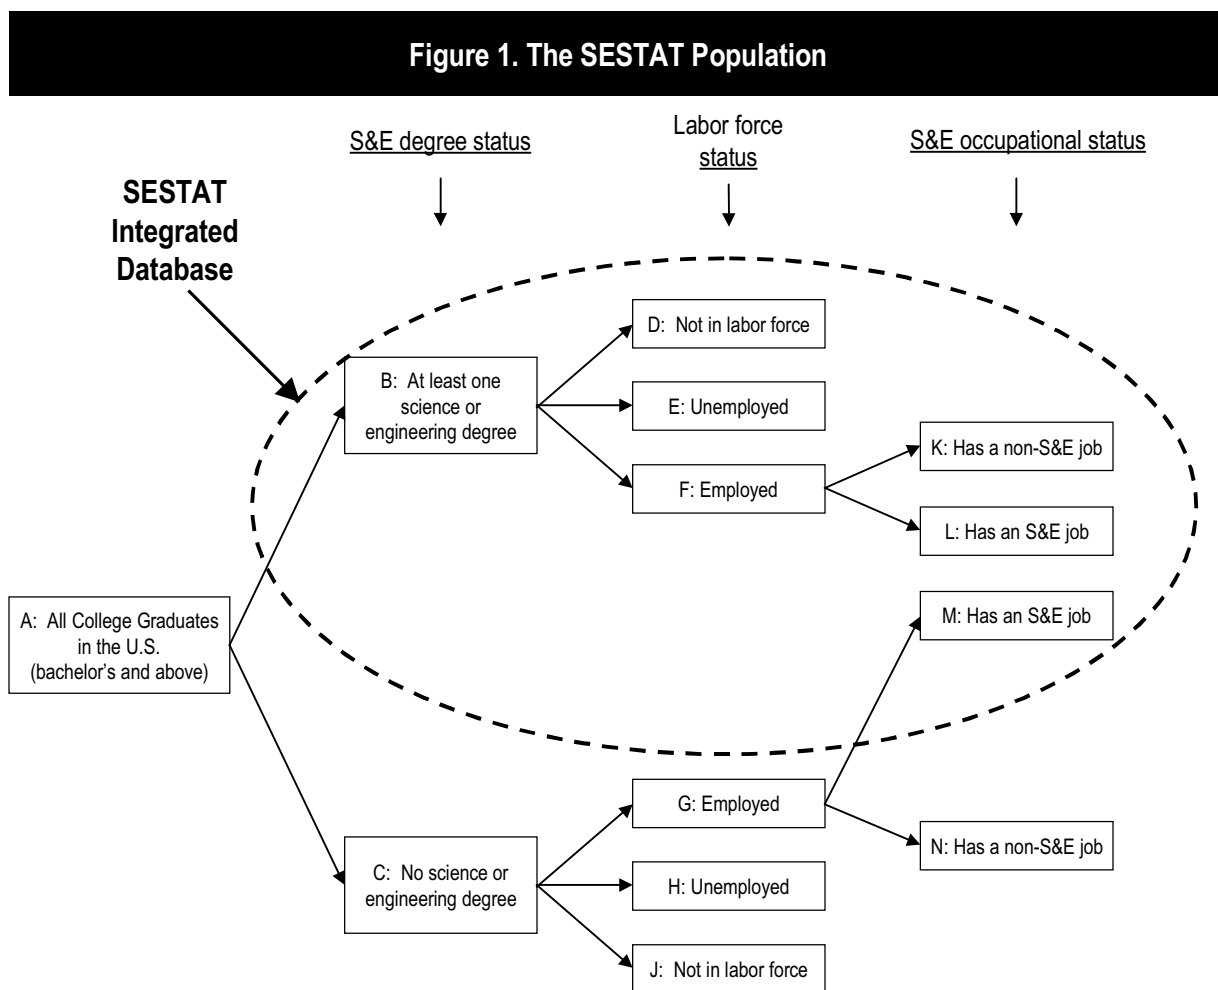 Figure 1. The SESTAT Population
S&E degree status
Labor force
status
S&E occupational status
SESTAT
Integrated
Database
D: Not in labor force
B: At least one
science or
engineering degree
E: Unemployed
K: Has a non-S&E job
F: Employed
L: Has an S&E job
A: All College Graduates
in the U.S.
(bachelor's and above)
M: Has an S&E job
G: Employed
N: Has a non-S&E job
C: No science or
engineering degree
H: Unemployed
J: Not in labor force